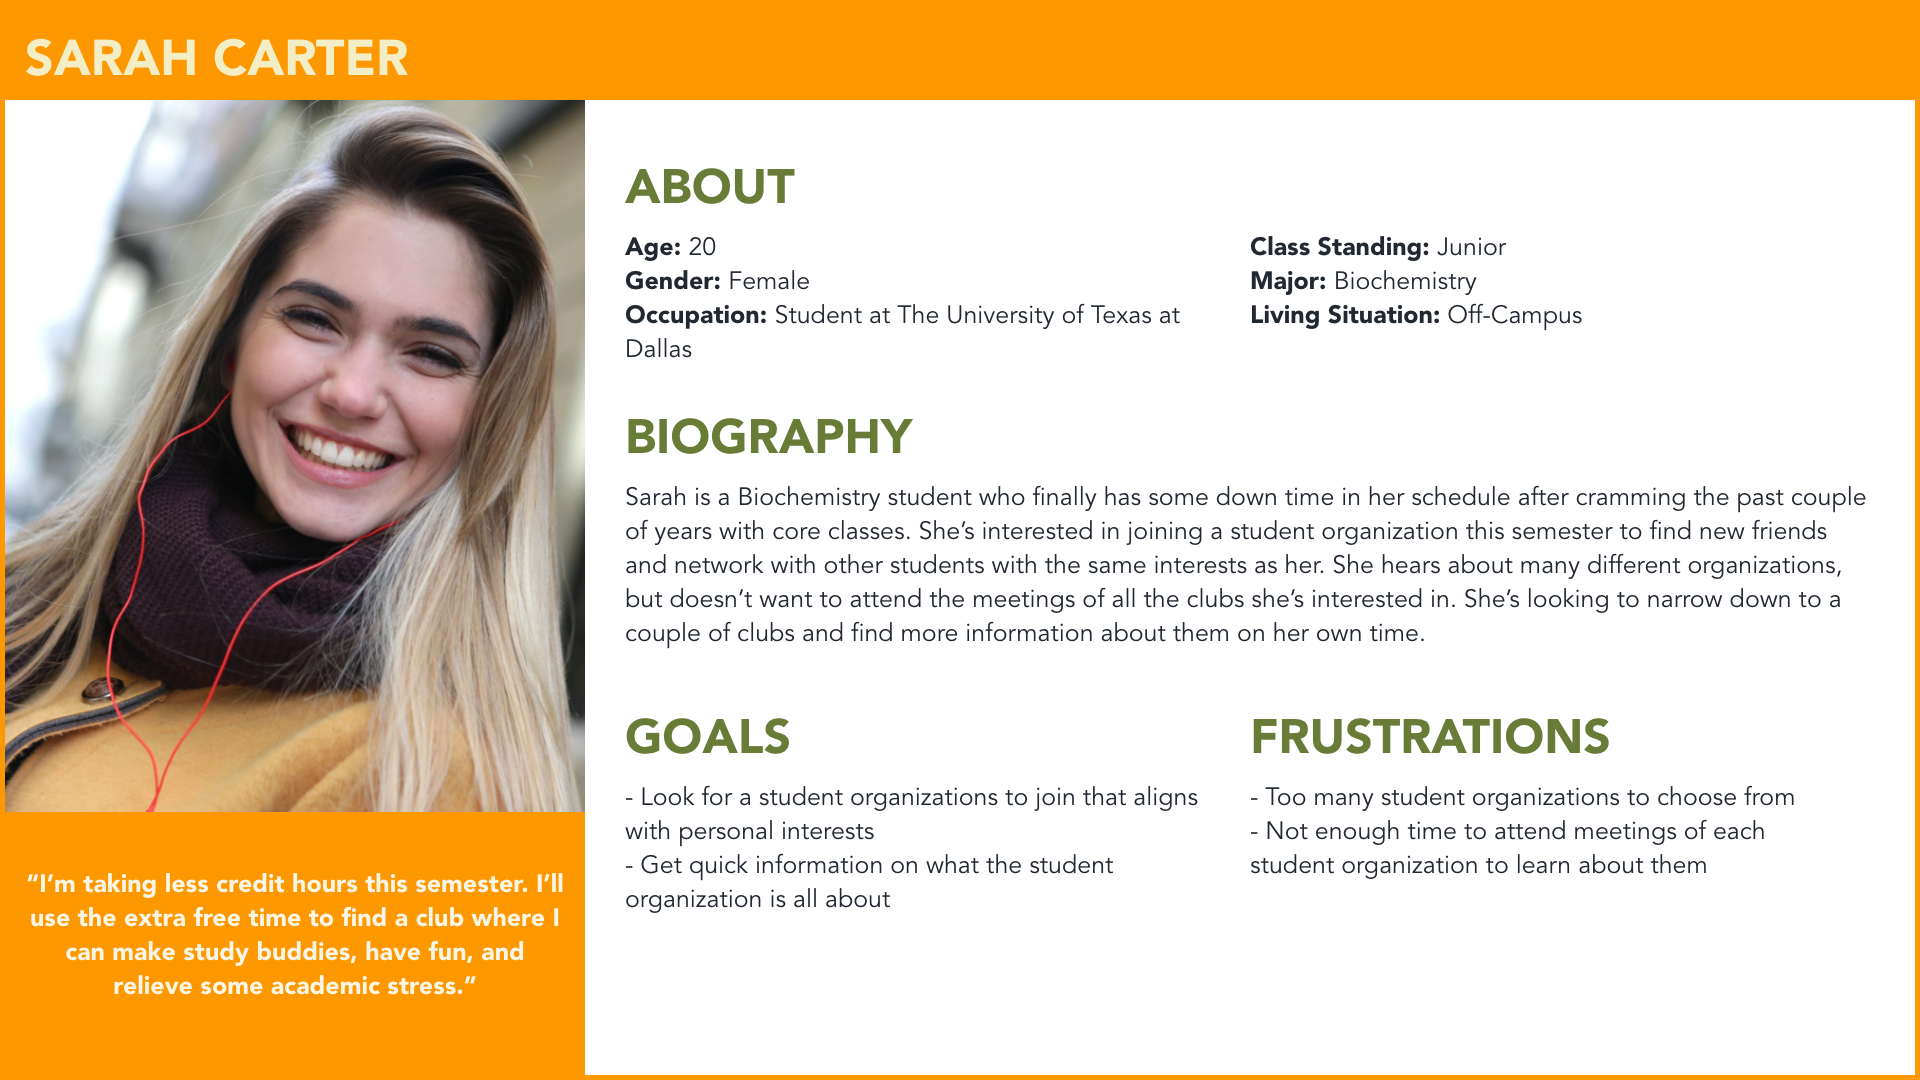 SARAH CARTER
ABOUT
Age: 20
Gender: Female
Occupation: Student at The University of Texas at
Dallas
Class Standing: Junior
Major: Biochemistry
Living Situation: Off-Campus
BIOGRAPHY
Sarah is a Biochemistry student who finally has some down time in her schedule after cramming the past couple
of years with core classes. She’s interested in joining a student organization this semester to find new friends
and network with other students with the same interests as her. She hears about many different organizations,
but doesn’t want to attend the meetings of all the clubs she’s interested in. She’s looking to narrow down to a
couple of clubs and find more information about them on her own time.
GOALS
- Look for a student organizations to join that aligns
with personal interests
- Get quick information on what the student
organization is all about
FRUSTRATIONS
- Too many student organizations to choose from
- Not enough time to attend meetings of each
student organization to learn about them
“I’m taking less credit hours this semester. I’ll
use the extra free time to find a club where I
can make study buddies, have fun, and
relieve some academic stress.”